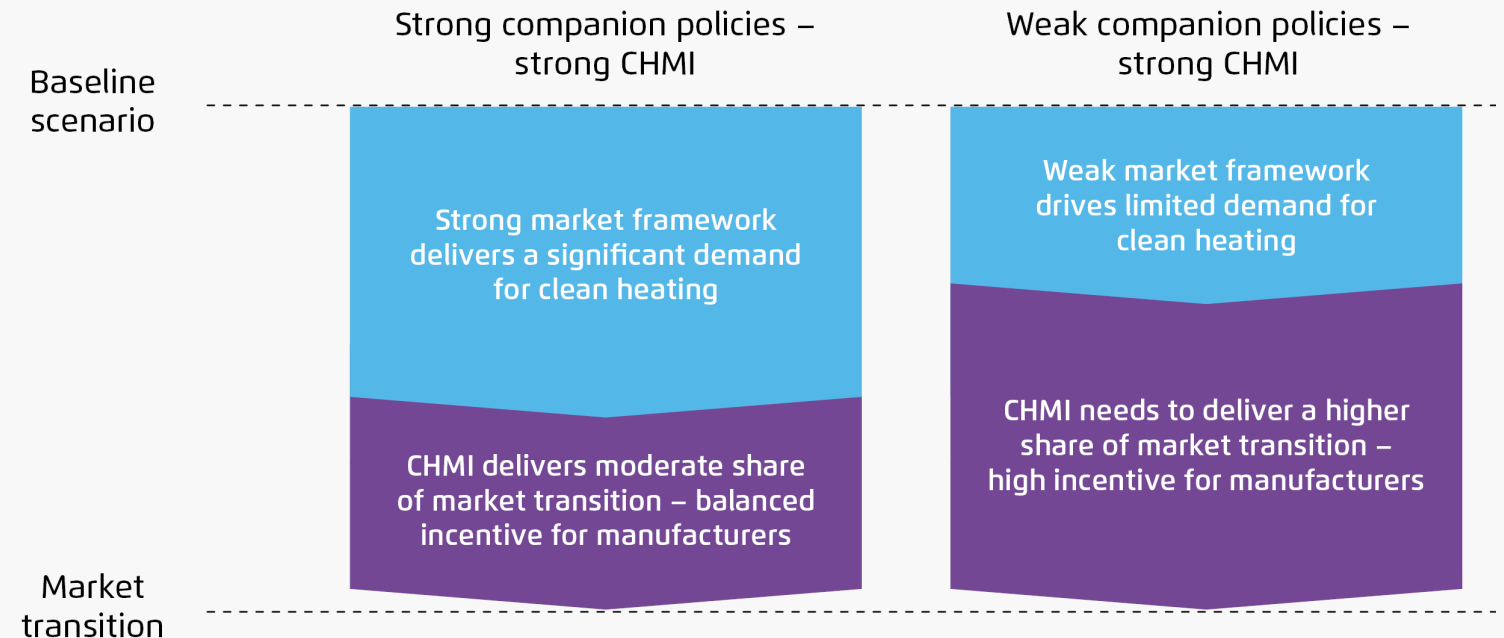 Strong companion policies –
strong CHMI
Weak companion policies –
strong CHMI
Baseline
scenario
Strong market framework
delivers a significant demand
for clean heating
Weak market framework
drives limited demand for
clean heating
CHMI delivers moderate share
of market transition – balanced
incentive for manufacturers
CHMI needs to deliver a higher
share of market transition –
high incentive for manufacturers
Market
transition